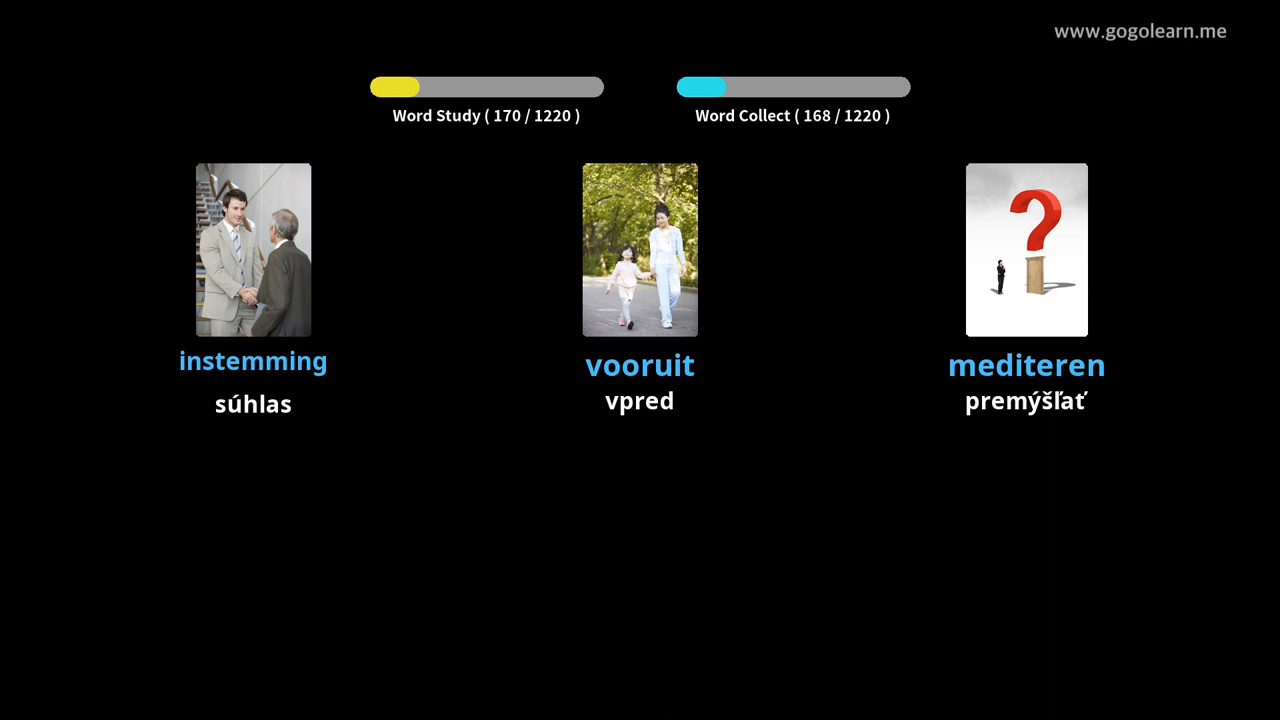 www.gogolearn.me
Word Study ( 170 / 1220 )
Word Collect ( 168 / 1220 )
instemming
súhlas
vooruit
vpred
mediteren
premýšľať